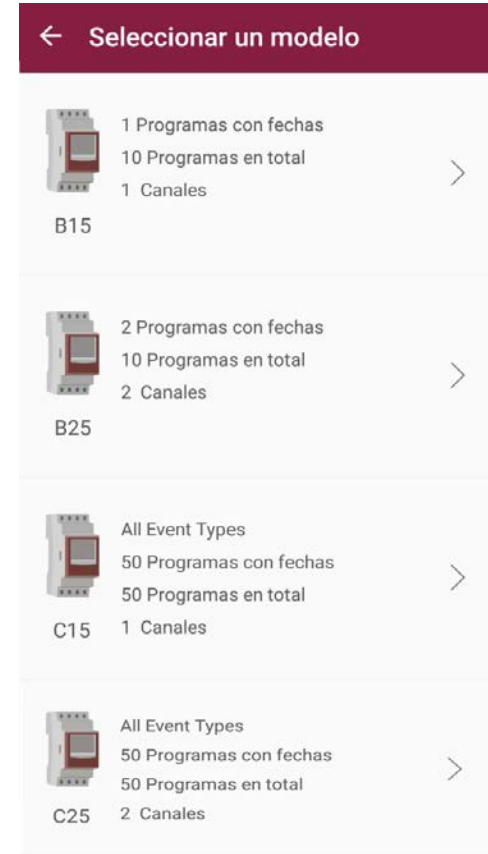 Seleccionar un modelo
1 Programas con fechas
10 Programas en total
1 Canales
B15
2 Programas con fechas
10 Programas en total
2 Canales
B25
All Event Types
50 Programas con fechas
50 Programas en total
1 Canales
C15
All Event Types
50 Programas con fechas
50 Programas en total
2 Canales
C25